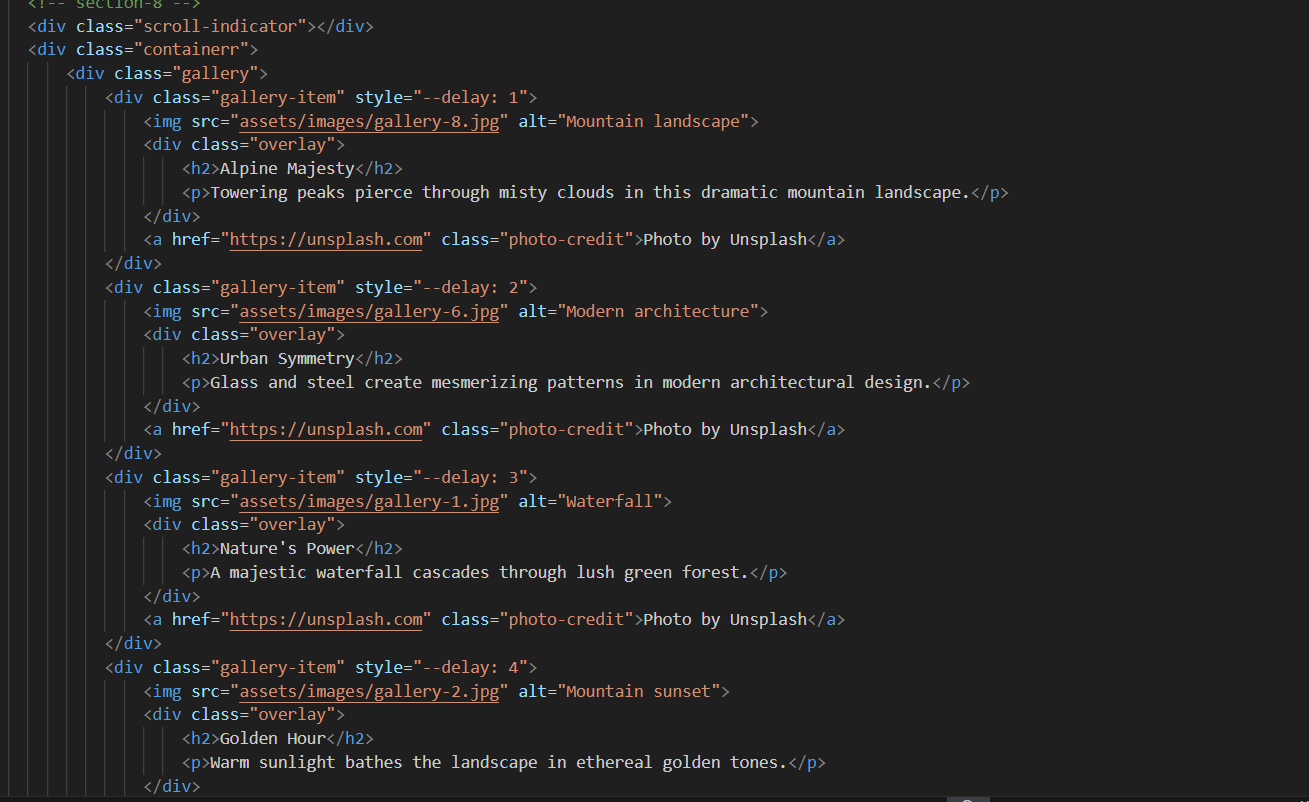 <!-- section-8 -->
<div class="scroll-indicator"></div>
<div class="containerr">
<div class="gallery">
<div class="gallery-item" style="--delay: 1">
<img src="assets/images/gallery-8.jpg" alt="Mountain landscape">
<div class="overlay">
<h2>Alpine Majesty</h2>
<p>Towering peaks pierce through misty clouds in this dramatic mountain landscape.</p>
</div>
<a href="https://unsplash.com" class="photo-credit">Photo by Unsplash</a>
</div>
<div class="gallery-item" style="--delay: 2">
<img src="assets/images/gallery-6.jpg" alt="Modern architecture">
<div class="overlay">
<h2>Urban Symmetry</h2>
<p>Glass and steel create mesmerizing patterns in modern architectural design.</p>
</div>
<a href="https://unsplash.com" class="photo-credit">Photo by Unsplash</a>
</div>
<div class="gallery-item" style="--delay: 3">
<img src="assets/images/gallery-1.jpg" alt="Waterfall">
<div class="overlay">
<h2>Nature's Power</h2>
<p>A majestic waterfall cascades through lush green forest.</p>
</div>
<a href="https://unsplash.com" class="photo-credit">Photo by Unsplash</a>
</div>
<div class="gallery-item" style="--delay: 4">
<img src="assets/images/gallery-2.jpg" alt="Mountain sunset">
<div class="overlay">
<h2>Golden Hour</h2>
<p>Warm sunlight bathes the landscape in ethereal golden tones.</p>
</div>